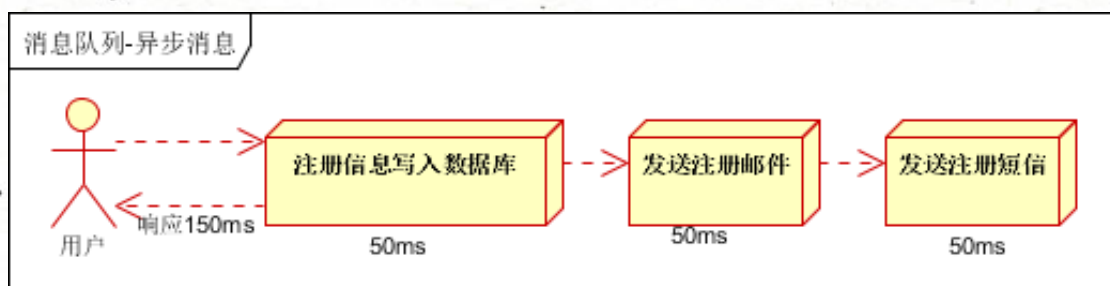 消息队列-异步消息
注册信息写入数据库
发送注册邮件
发送注册短信
响应150ms
用户
50ms
50ms
50ms